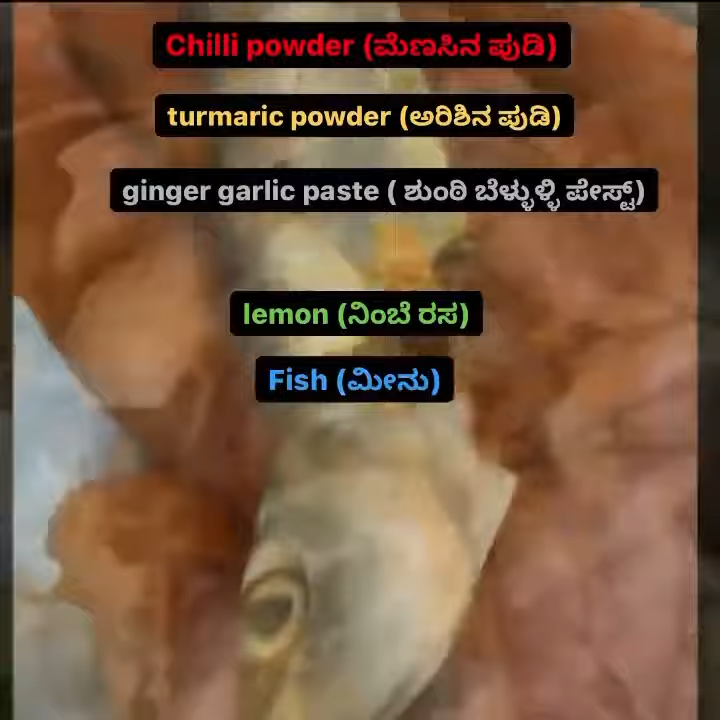 Chilli powder (ಮೆಣಸಿನ ಪುಡಿ)
turmaric powder (ಅರಿಶಿನ ಪುಡಿ)
ginger garlic paste ( ಶುಂಠಿ ಬೆಳ್ಳುಳ್ಳಿ ಪೇಸ್ಟ್)
lemon (ನಿಂಬೆ ರಸ)
Fish (ಮೀನು)